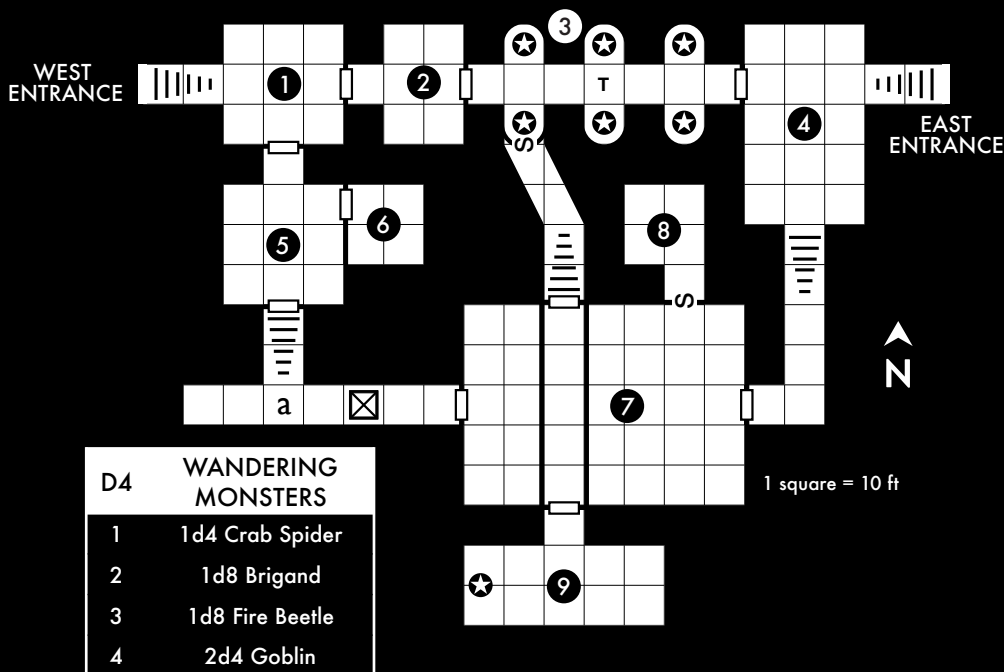 3
WEST
ENTRANCE
1
2
T
4
EAST
ENTRANCE
S
5
6
8
S
N
a
7
1 square = 10 ft
D4 WANDERING
MONSTERS
1 1d4 Crab Spider
2 1d8 Brigand
3 1d8 Fire Beetle
4 2d4 Goblin
9